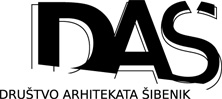 DAŠ
DRUŠTVO ARHITEKATA ŠIBENIK